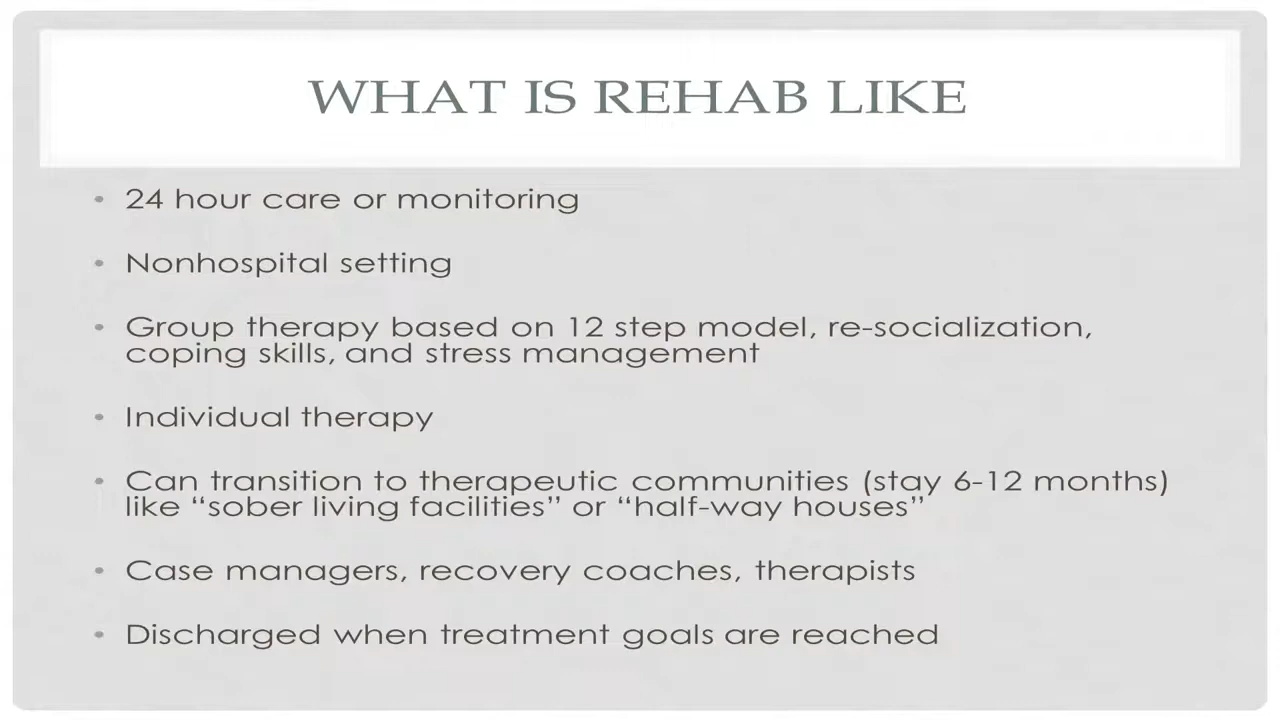 WHAT IS REHAB LIKE
• 24 hour care or monitoring
• Nonhospital setting
• Group therapy based on 12 step model, re-socialization,
coping skills, and stress management
• Individual therapy
• Can transition to therapeutic communities (stay 6-12 months)
like “sober living facilities” or “half-way houses”
• Case managers, recovery coaches, therapists
• Discharged when treatment goals are reached